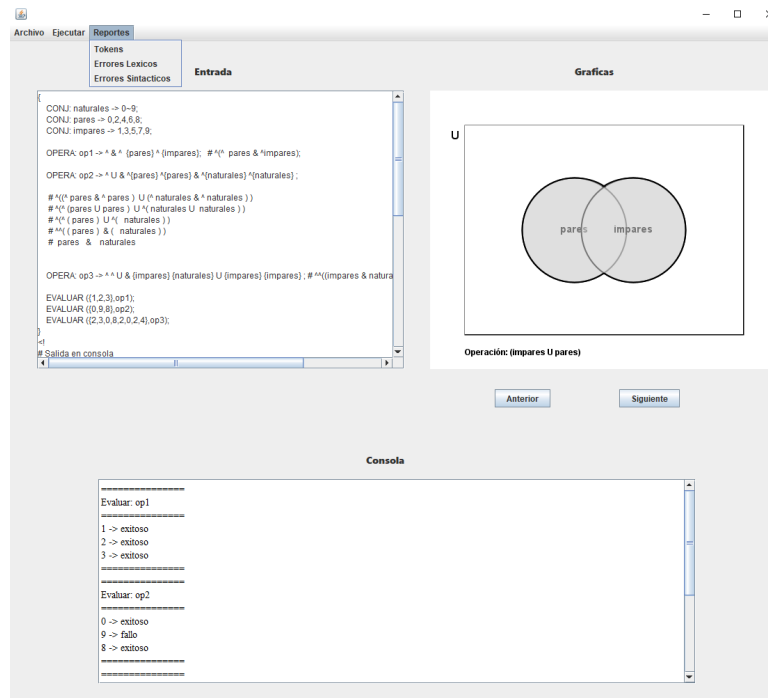 Archivo Ejecutar Reportes
Tokens
Errores Lexicos
Errores Sintacticos
Entrada
Graficas
{
CONJ: naturales -> 0~9;
CONJ: pares -> 0,2,4,6,8;
CONJ: impares -> 1,3,5,7,9;
OPERA: op1 -> ^ & ^ {pares} ^ {impares}; # ^(^ pares & ^impares);
OPERA: op2 -> ^ U & ^{pares} ^{pares} & ^{naturales} ^{naturales} ;
# ^((^ pares & ^ pares ) U (^ naturales & ^ naturales ) )
# ^(^ (pares U pares ) U ^( naturales U naturales ) )
# ^(^ ( pares ) U ^( naturales ) )
# ^^( ( pares ) & ( naturales ) )
# pares & naturales
OPERA: op3 -> ^ ^ U & {impares} {naturales} U {impares} {impares} ; # ^^((impares & natura
EVALUAR ({1,2,3},op1);
EVALUAR ({0,9,8},op2);
EVALUAR ({2,3,0,8,2,0,2,4},op3);
}
<!
# Salida en consola
U
pares impares
Operación: (impares U pares)
Anterior Siguiente
Consola
===============
Evaluar: op1
===============
1 -> exitoso
2 -> exitoso
3 -> exitoso
===============
===============
Evaluar: op2
===============
0 -> exitoso
9 -> fallo
8 -> exitoso
===============
===============